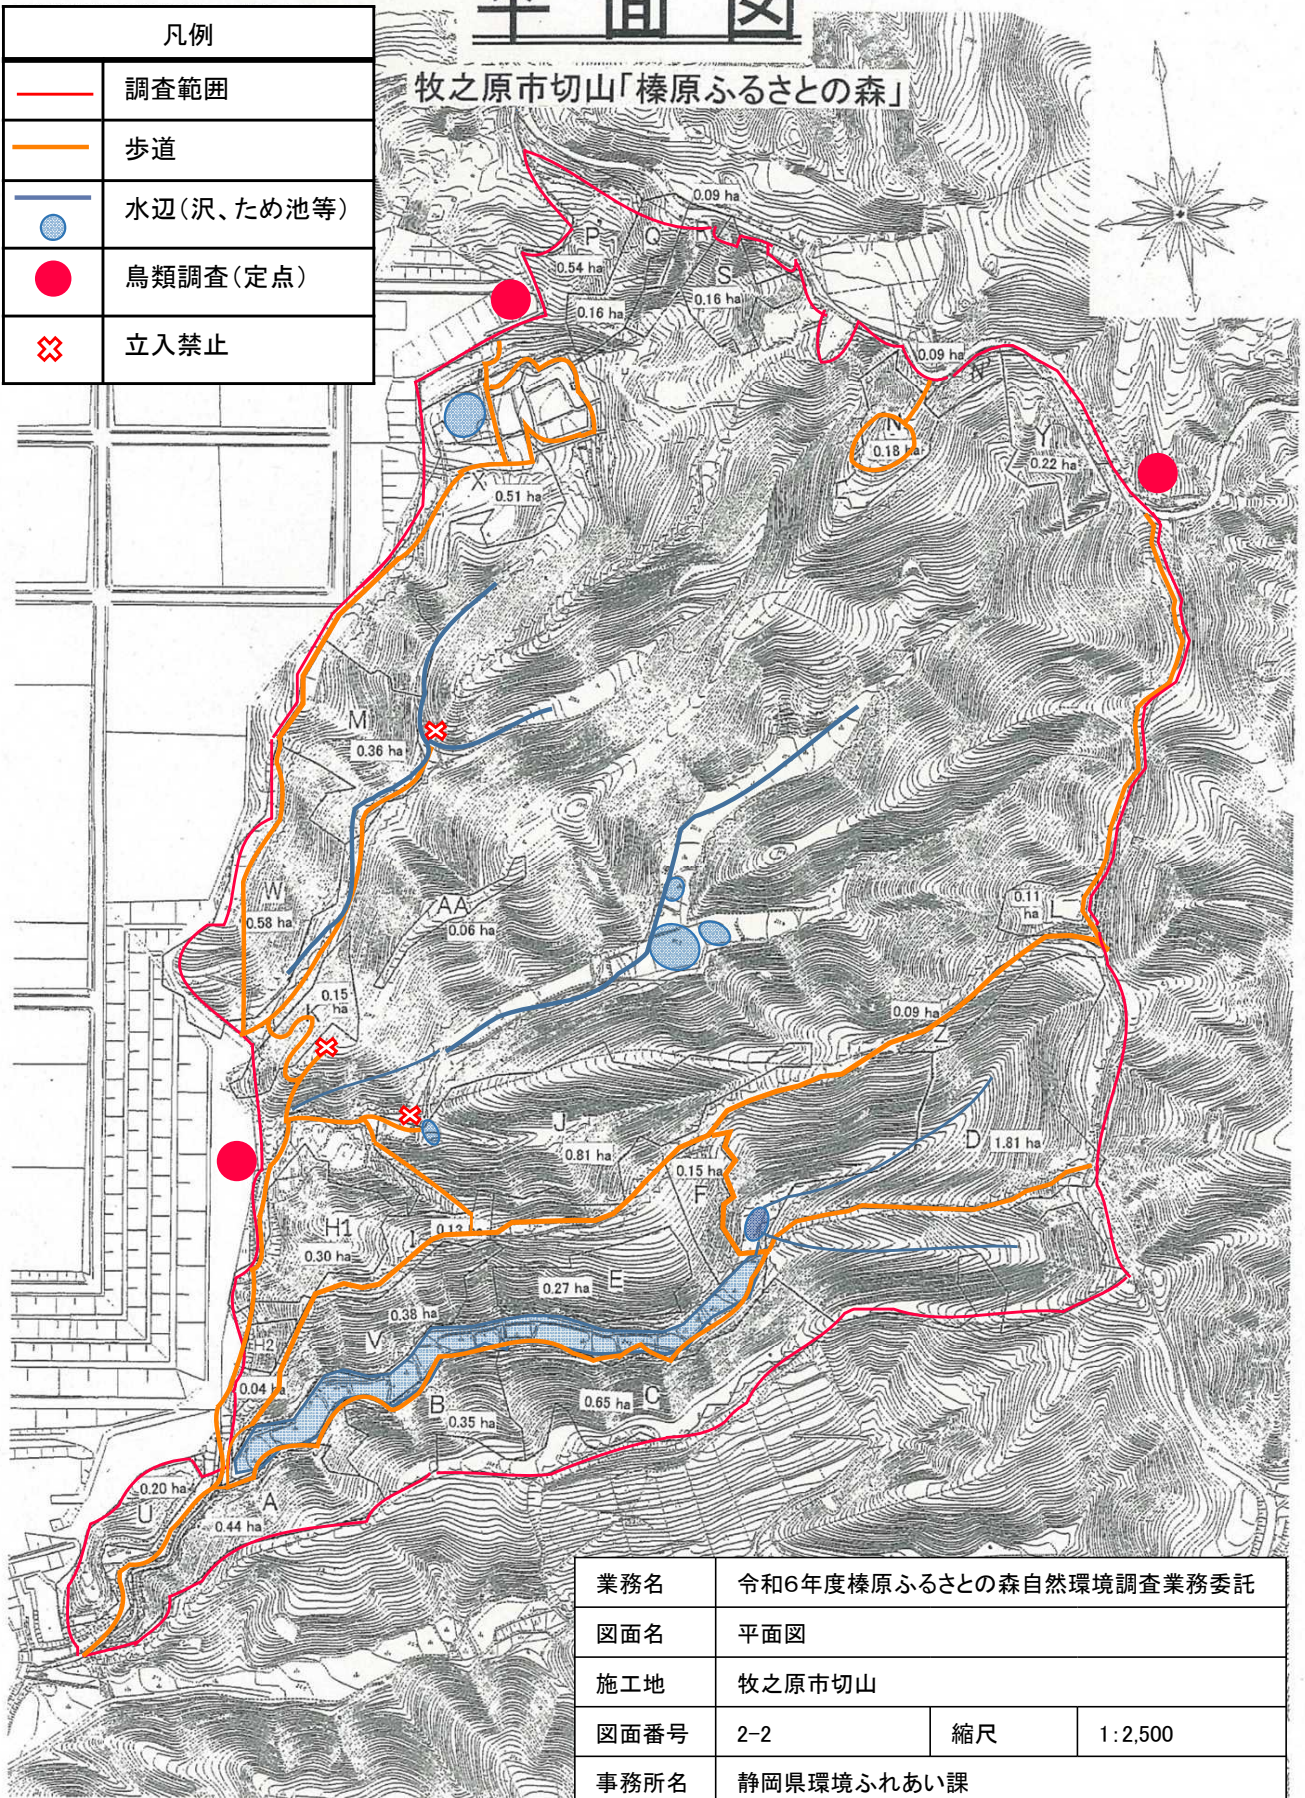 平面図
牧之原市切山「榛原ふるさとの森」
凡例
調査範囲
歩道
水辺(沢、ため池等)
鳥類調査(定点)
立入禁止
0.09 ha
P
Q
R
0.54 ha
S
0.16 ha
0.16 ha
0.09 ha
N'
N
0.18 ha
Y
0.22 ha
X
0.51 ha
M
0.36 ha
W
0.58 ha
AA
0.06 ha
0.11 ha
L
K
0.15 ha
0.09 ha
Z
J
0.81 ha
D
1.81 ha
0.15 ha
F
H1
0.30 ha
I
0.13 ha
E
0.27 ha
0.38 ha
V
H2
0.04 ha
B
0.35 ha
C
0.65 ha
0.20 ha
U
A
0.44 ha
業務名 令和6年度榛原ふるさとの森自然環境調査業務委託
図面名 平面図
施工地 牧之原市切山
図面番号 2-2 縮尺 1:2,500
事務所名 静岡県環境ふれあい課